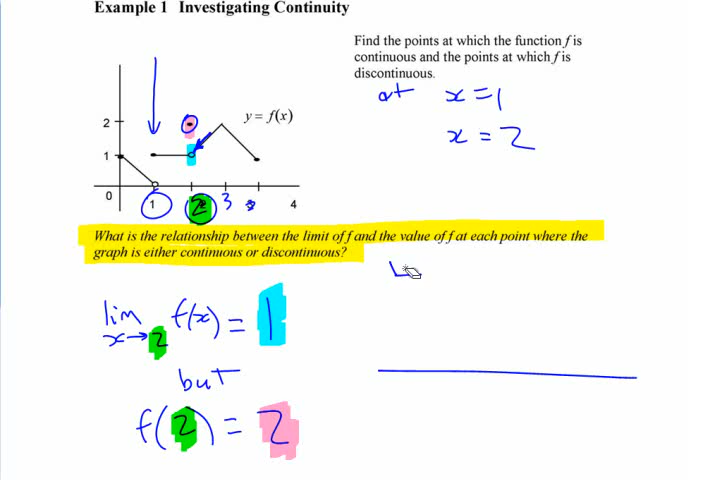 Example 1 Investigating Continuity
Find the points at which the function f is
continuous and the points at which f is
discontinuous.
at x = 1
x = 2
y = f(x)
2
1
0
1 2 3 4
What is the relationship between the limit of f and the value of f at each point where the
graph is either continuous or discontinuous?
lim f(x) = 1
x→2
but
f(2) = 2